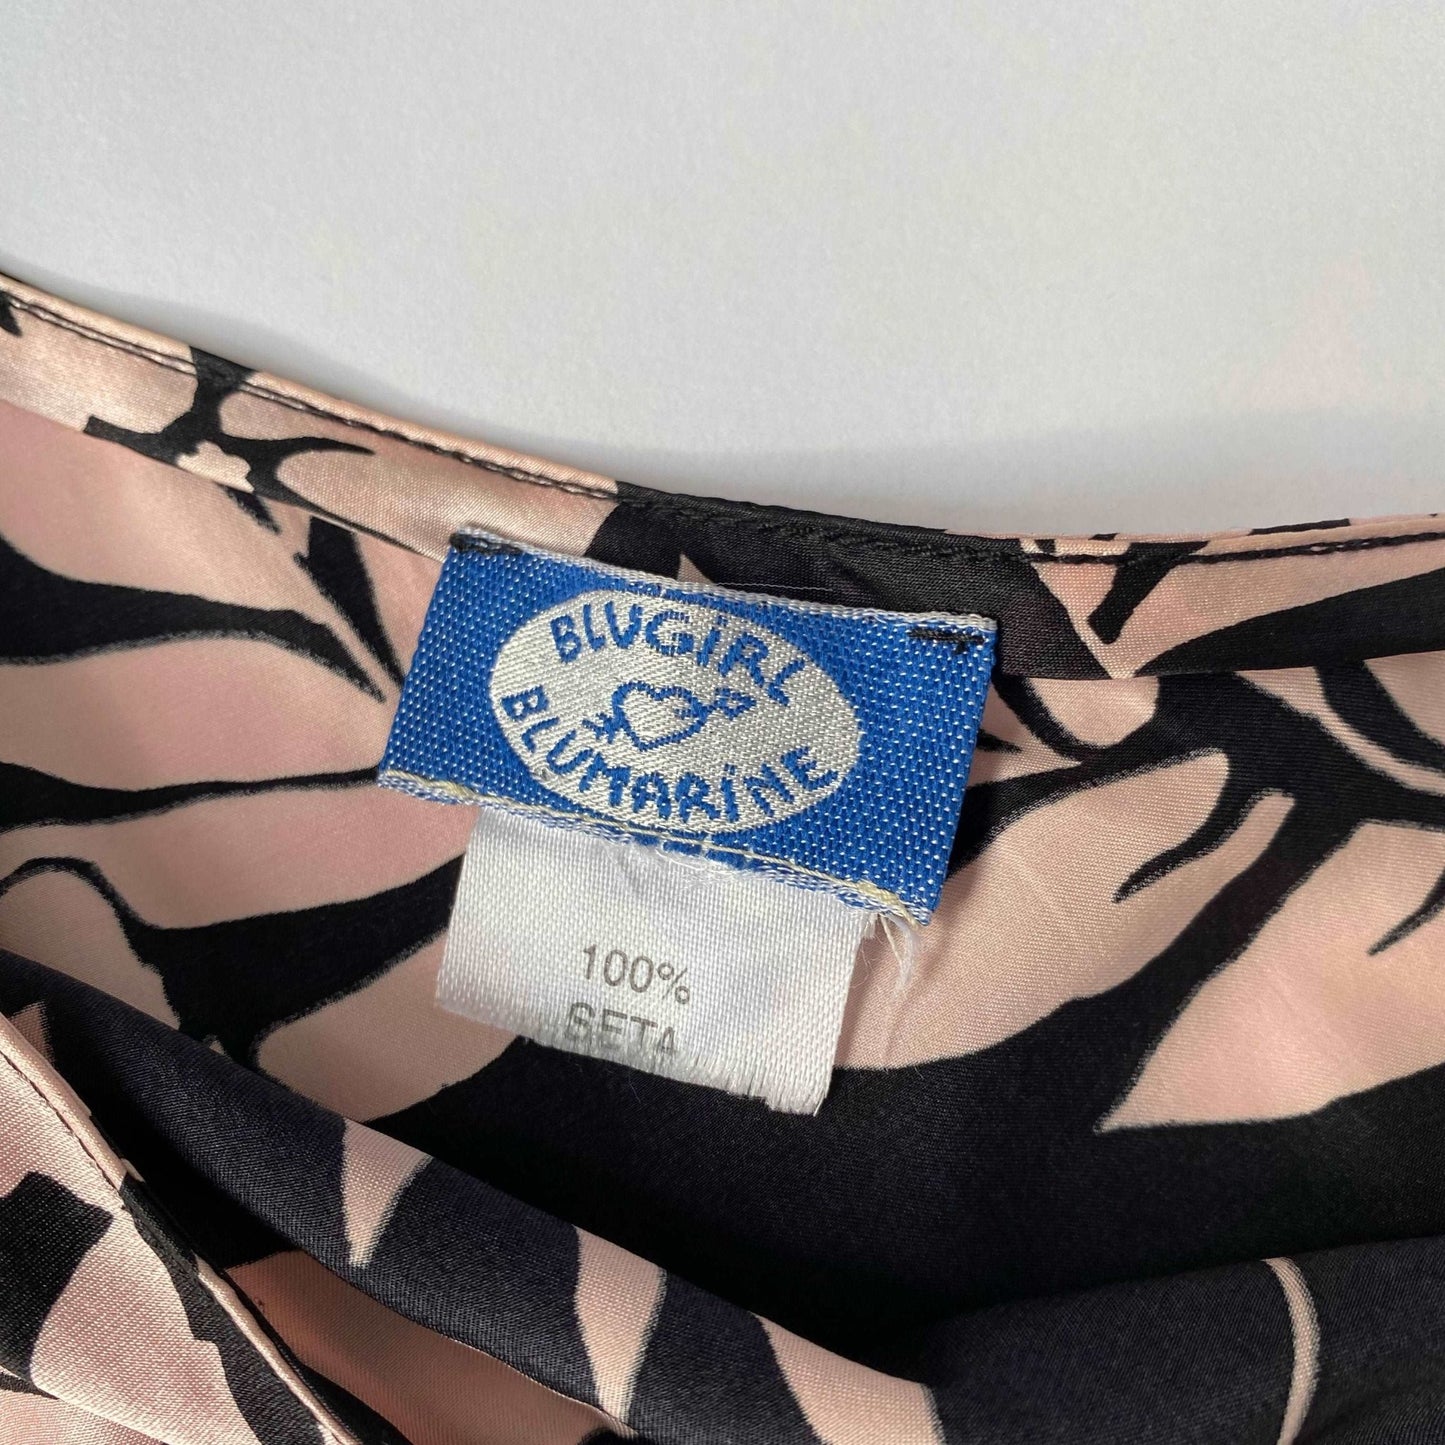 BLUGiRL
BLUMARiNE
100%
SETA